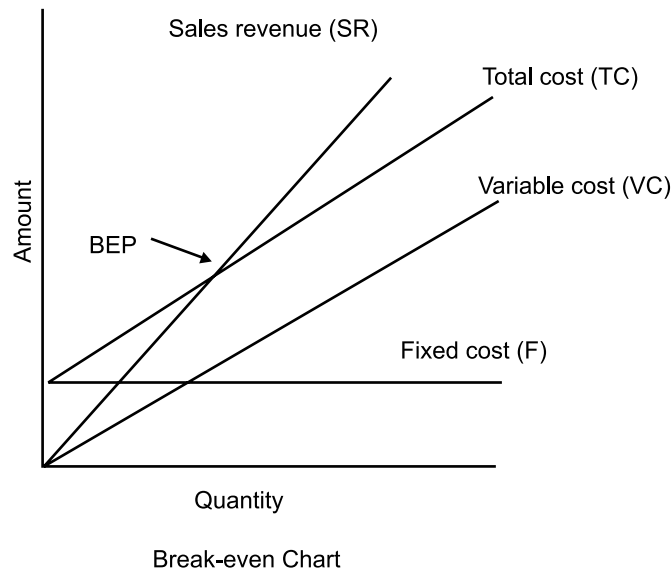 Sales revenue (SR)
Total cost (TC)
Variable cost (VC)
Amount
BEP
Fixed cost (F)
Quantity
Break-even Chart